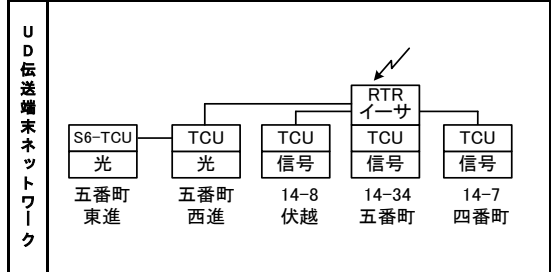 UD伝送端末ネットワーク
RTR
イーサ
S6-TCU
TCU
TCU
TCU
TCU
光
光
信号
信号
信号
五番町
五番町
14-8
14-34
14-7
東進
西進
伏越
五番町
四番町